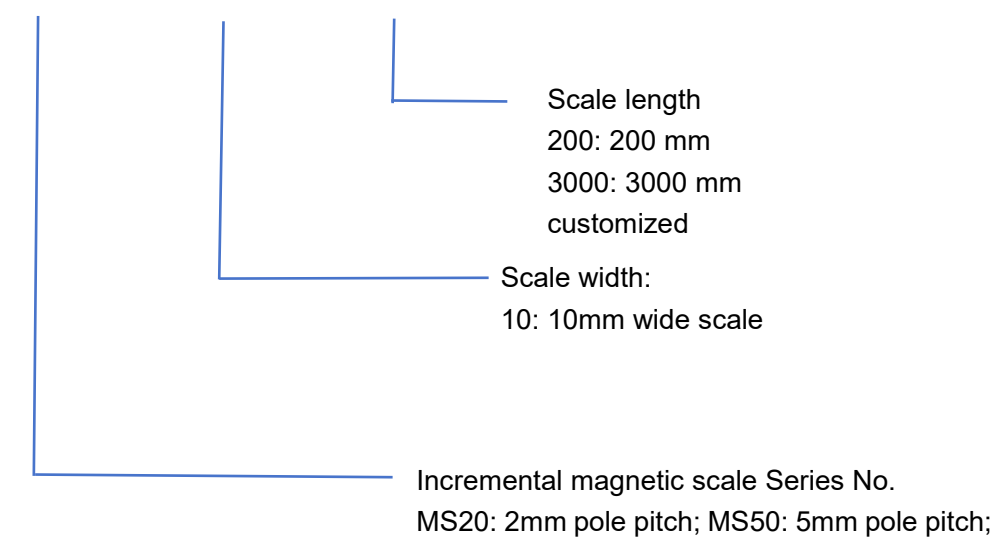 Scale length
200: 200 mm
3000: 3000 mm
customized
Scale width:
10: 10mm wide scale
Incremental magnetic scale Series No.
MS20: 2mm pole pitch; MS50: 5mm pole pitch;